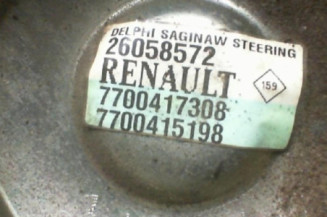 DELPHI SAGINAW STEERING
26058572
RENAULT
159
7700417308
7700415198